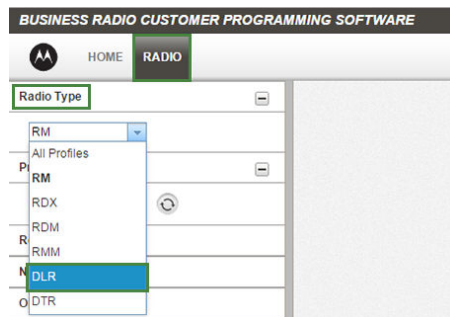 BUSINESS RADIO CUSTOMER PROGRAMMING SOFTWARE
HOME RADIO
Radio Type
RM
All Profiles
P
RM
RDX
RDM
R
RMM
N DLR
O DTR